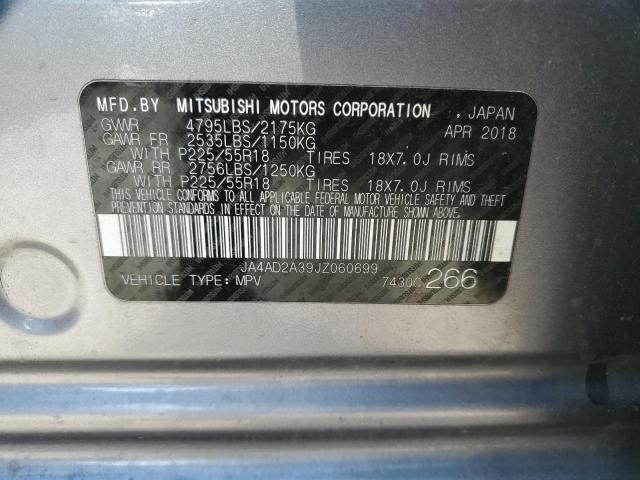 MFD.BY MITSUBISHI MOTORS CORPORATION , JAPAN
GVWR 4795LBS/2175KG APR 2018
GAWR FR 2535LBS/1150KG
WITH P225/55R18 TIRES 18X7.0J RIMS
GAWR RR 2756LBS/1250KG
WITH P225/55R18 TIRES 18X7.0J RIMS
THIS VEHICLE CONFORMS TO ALL APPLICABLE FEDERAL MOTOR VEHICLE SAFETY AND THEFT
PREVENTION STANDARDS IN EFFECT ON THE DATE OF MANUFACTURE SHOWN ABOVE.
JA4AD2A39JZ060699
VEHICLE TYPE: MPV 7430C266